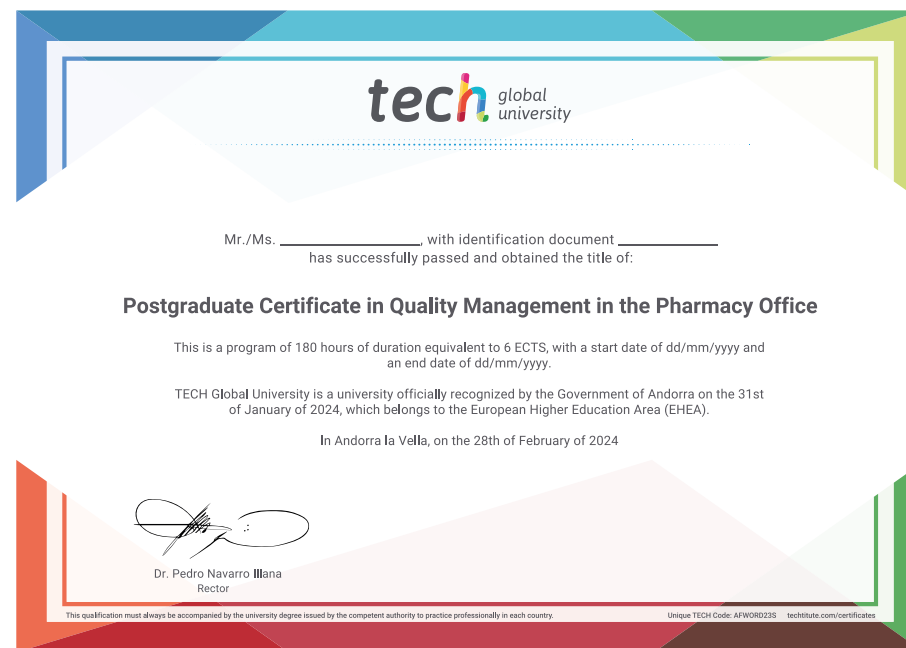 tech global
university
Mr./Ms. ____________, with identification document ____________
has successfully passed and obtained the title of:
Postgraduate Certificate in Quality Management in the Pharmacy Office
This is a program of 180 hours of duration equivalent to 6 ECTS, with a start date of dd/mm/yyyy and
an end date of dd/mm/yyyy.
TECH Global University is a university officially recognized by the Government of Andorra on the 31st
of January of 2024, which belongs to the European Higher Education Area (EHEA).
In Andorra la Vella, on the 28th of February of 2024
Dr. Pedro Navarro Illana
Rector
This qualification must always be accompanied by the university degree issued by the competent authority to practice professionally in each country.
Unique TECH Code: AFWORD23S techtitute.com/certificates